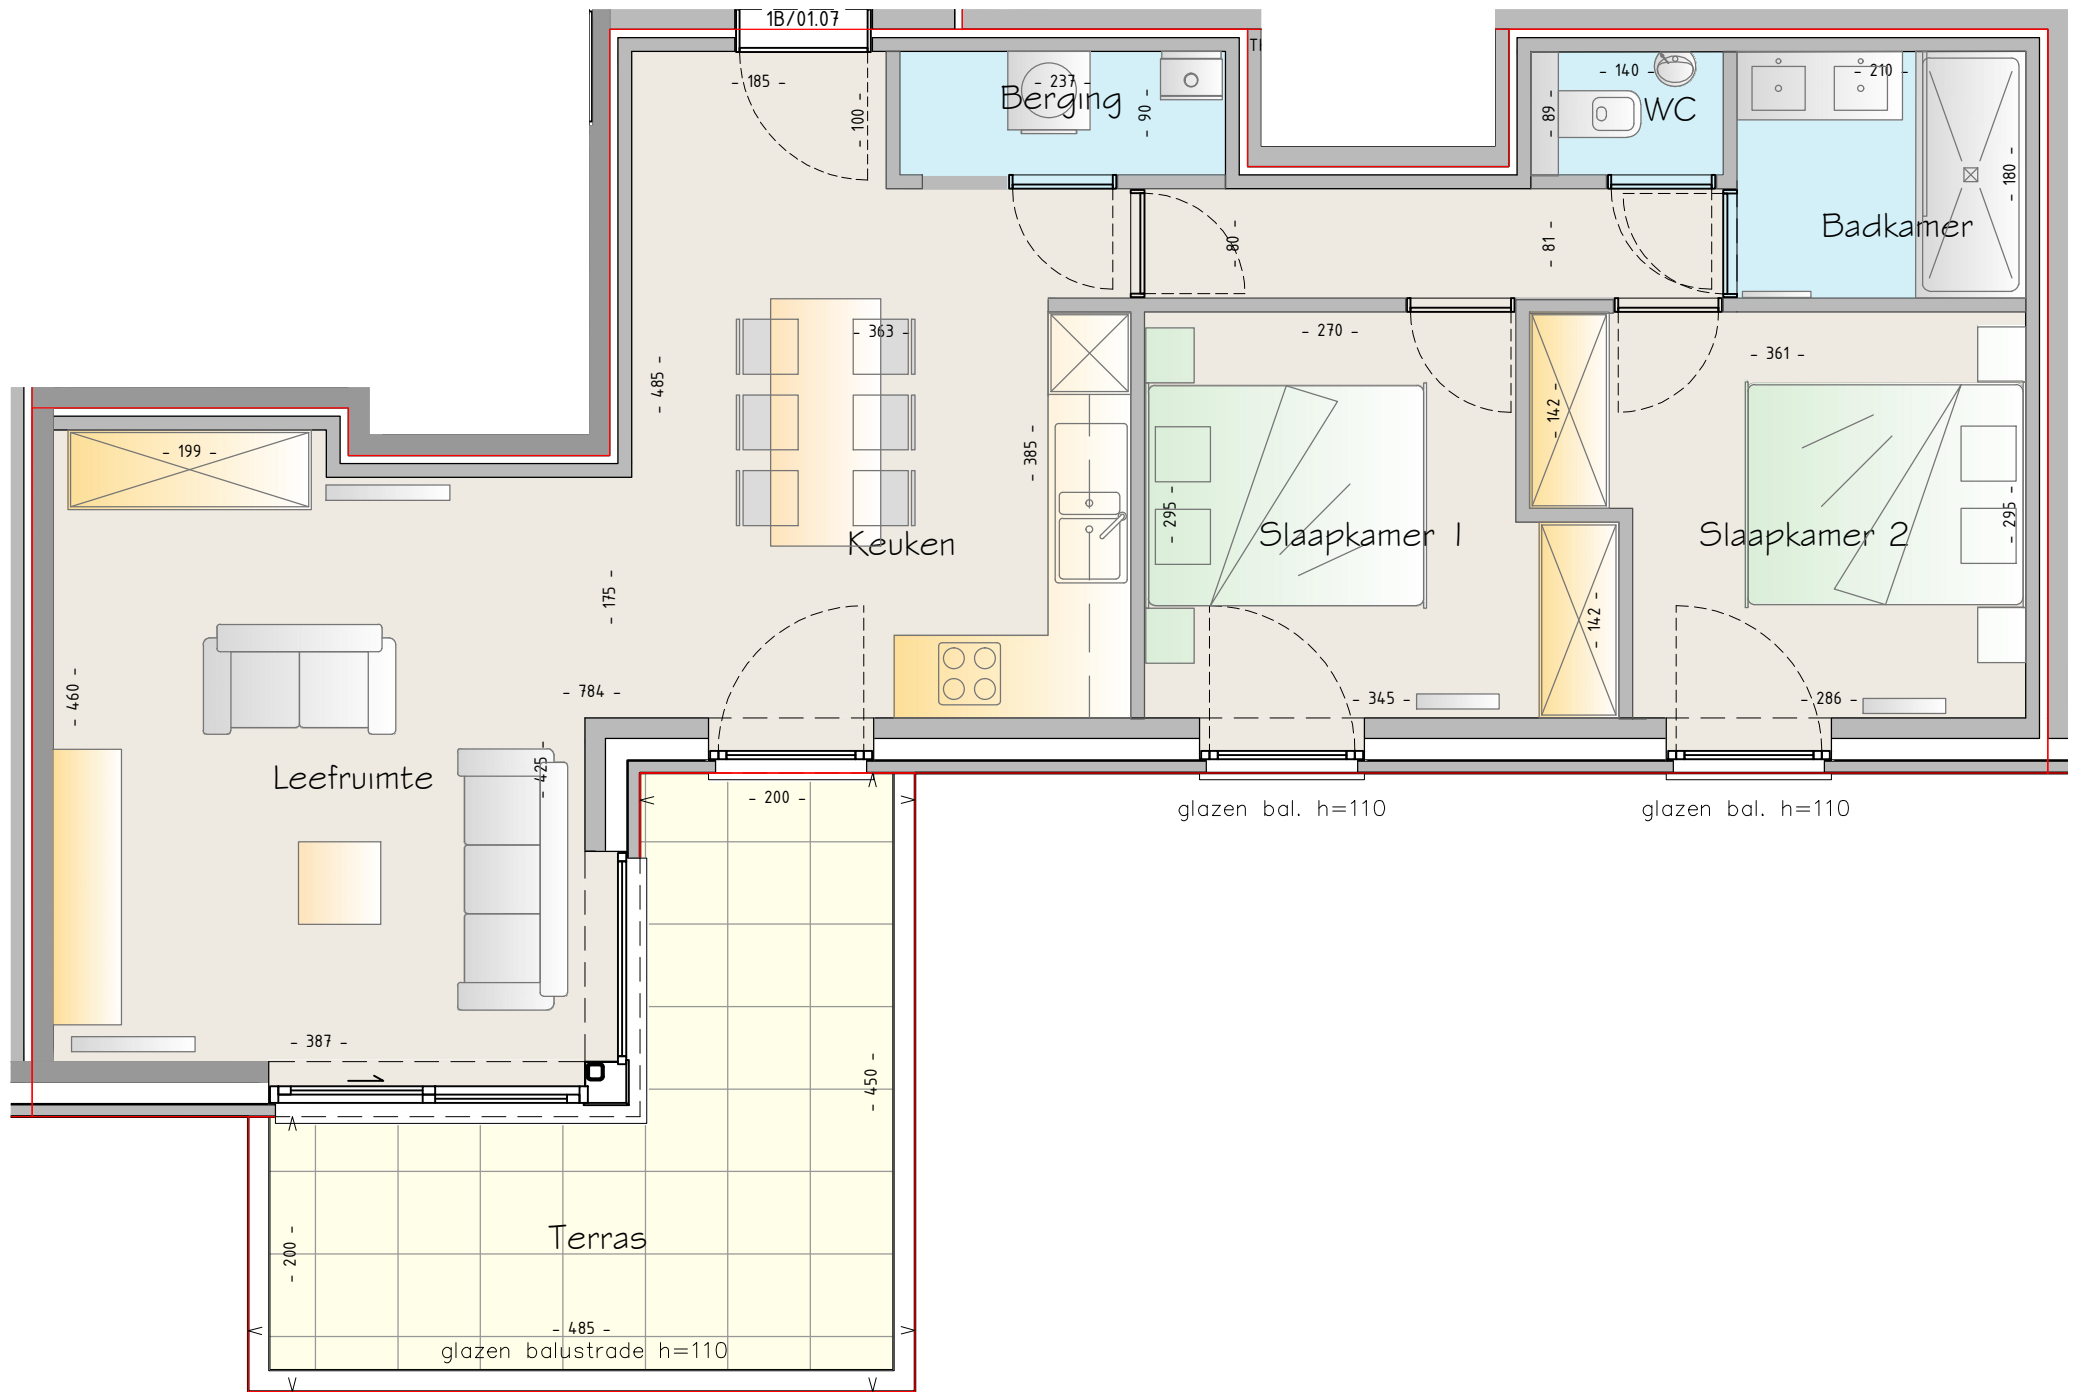 1B/01.07
- 185 -
- 100 -
- 237 -
Berging
- 90 -
- 140 -
- 89 -
WC
- 210 -
- 180 -
Badkamer
- 80 -
- 81 -
- 363 -
- 485 -
- 385 -
- 270 -
- 361 -
- 142 -
- 199 -
Keuken
- 295 -
Slaapkamer 1
Slaapkamer 2
- 295 -
- 175 -
- 142 -
- 460 -
- 784 -
- 345 -
- 286 -
Leefruimte
- 425 -
- 200 -
glazen bal. h=110
glazen bal. h=110
- 387 -
- 450 -
Terras
- 200 -
- 485 -
glazen balustrade h=110